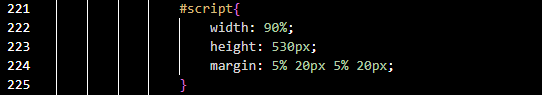 221 #script{
222 width: 90%;
223 height: 530px;
224 margin: 5% 20px 5% 20px;
225 }